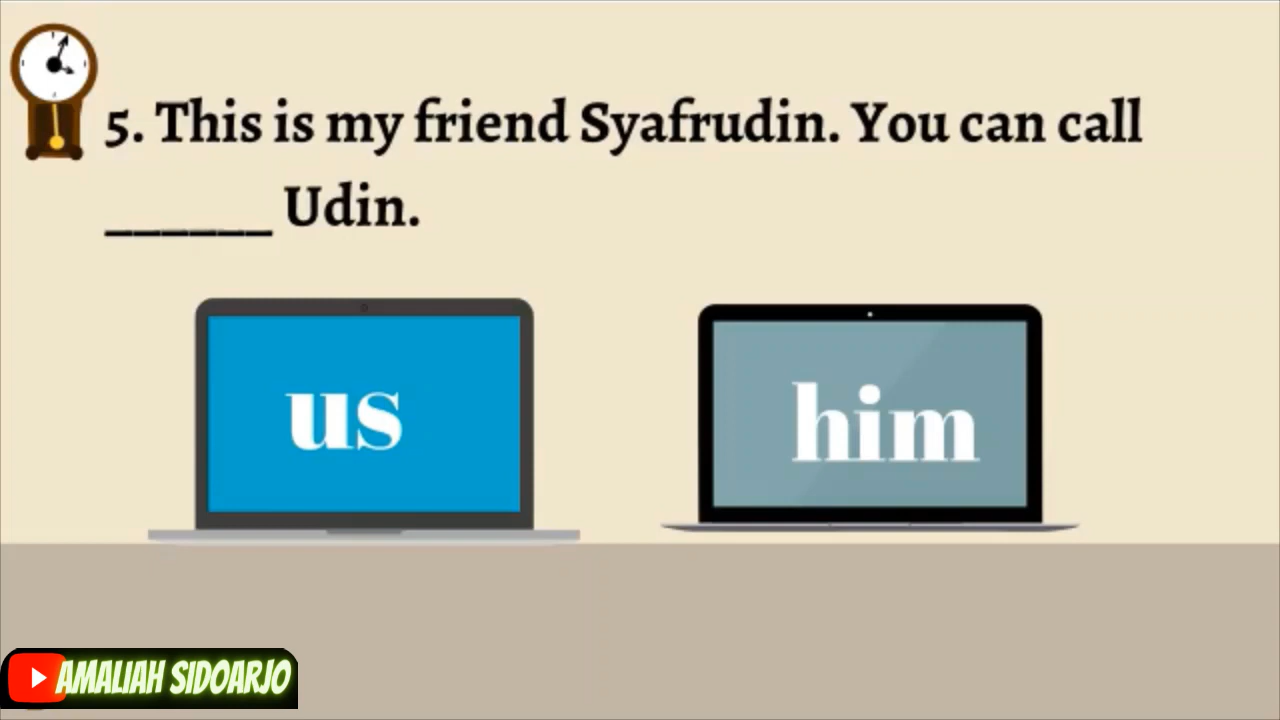 5. This is my friend Syafrudin. You can call
______ Udin.
us
him
AMALIAH SIDOARJO